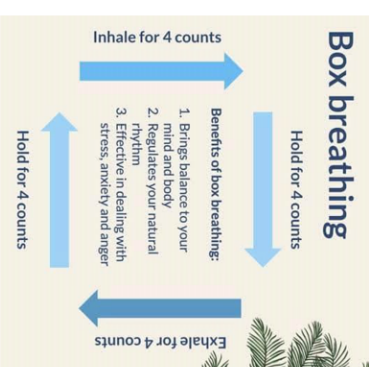 Box breathing
Inhale for 4 counts
Hold for 4 counts
Exhale for 4 counts
Hold for 4 counts
Benefits of box breathing:
1. Brings balance to your
mind and body
2. Regulates your natural
rhythm
3. Effective in dealing with
stress, anxiety and anger